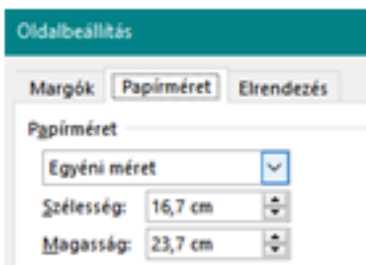 Oldalbeállítás
Margók Papírméret Elrendezés
Papírméret
Egyéni méret
Szélesség: 16,7 cm
Magasság: 23,7 cm